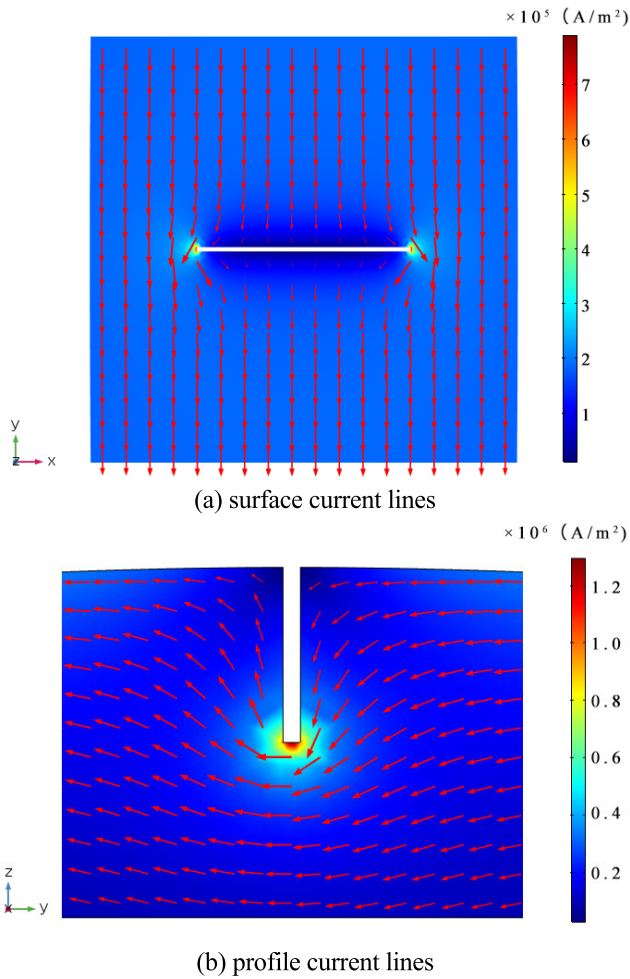 ×10⁵ (A/m²)
7
6
5
4
3
2
1
y
z x
(a) surface current lines
×10⁶ (A/m²)
1.2
1.0
0.8
0.6
0.4
0.2
z
x y
(b) profile current lines